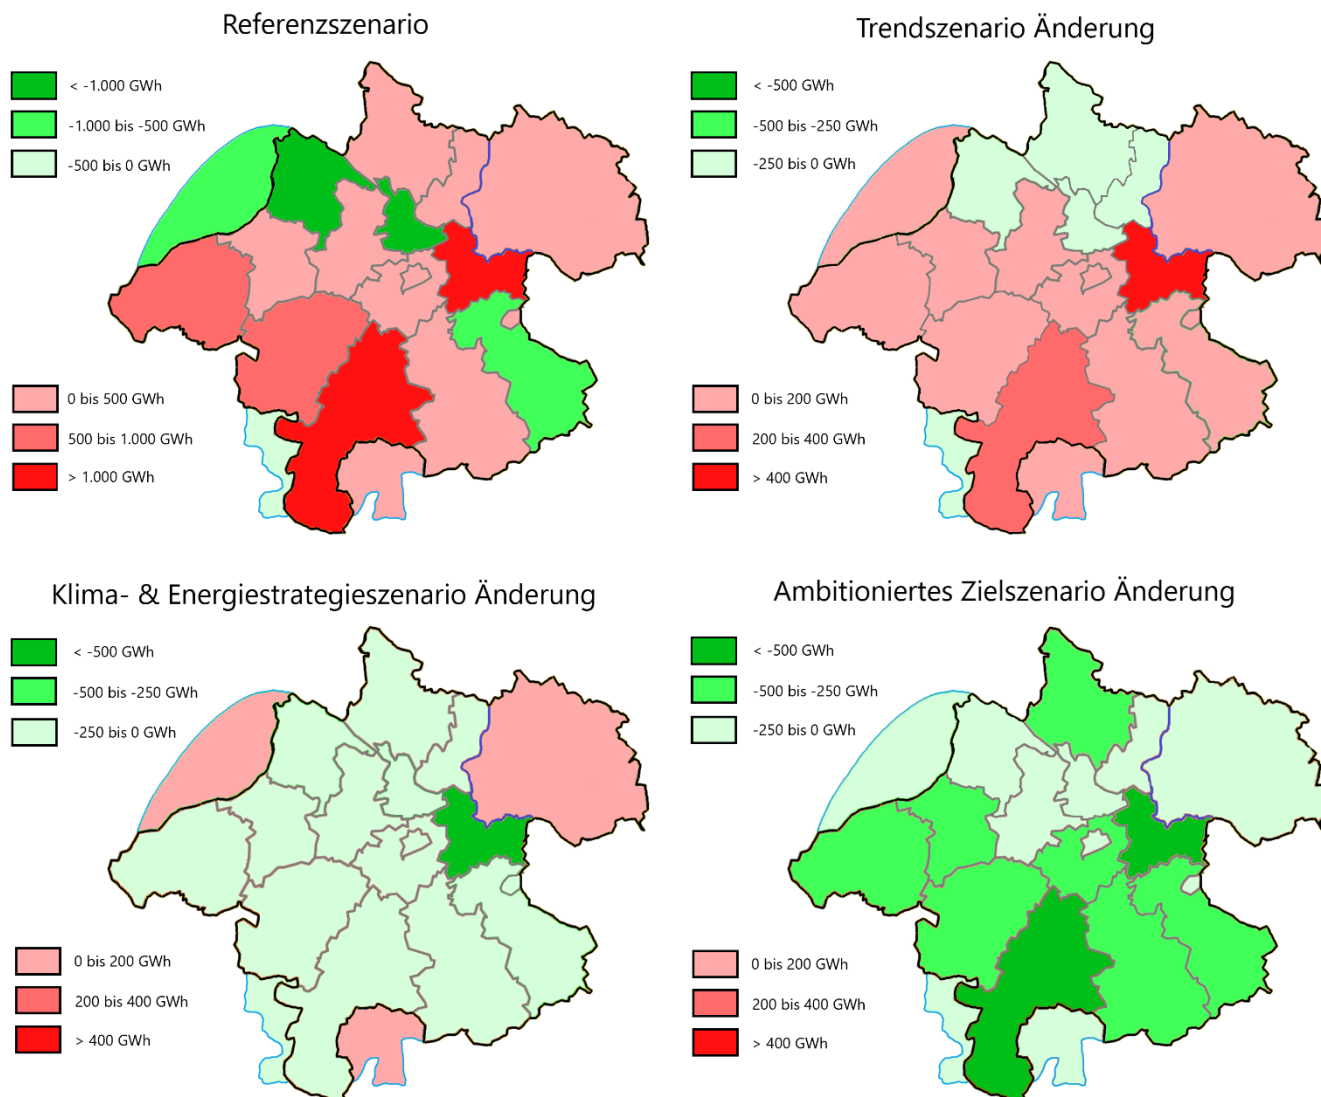 Referenzszenario
< -1.000 GWh
-1.000 bis -500 GWh
-500 bis 0 GWh
0 bis 500 GWh
500 bis 1.000 GWh
> 1.000 GWh
Trendszenario Änderung
< -500 GWh
-500 bis -250 GWh
-250 bis 0 GWh
0 bis 200 GWh
200 bis 400 GWh
> 400 GWh
Klima- & Energiestrategieszenario Änderung
< -500 GWh
-500 bis -250 GWh
-250 bis 0 GWh
0 bis 200 GWh
200 bis 400 GWh
> 400 GWh
Ambitioniertes Zielszenario Änderung
< -500 GWh
-500 bis -250 GWh
-250 bis 0 GWh
0 bis 200 GWh
200 bis 400 GWh
> 400 GWh